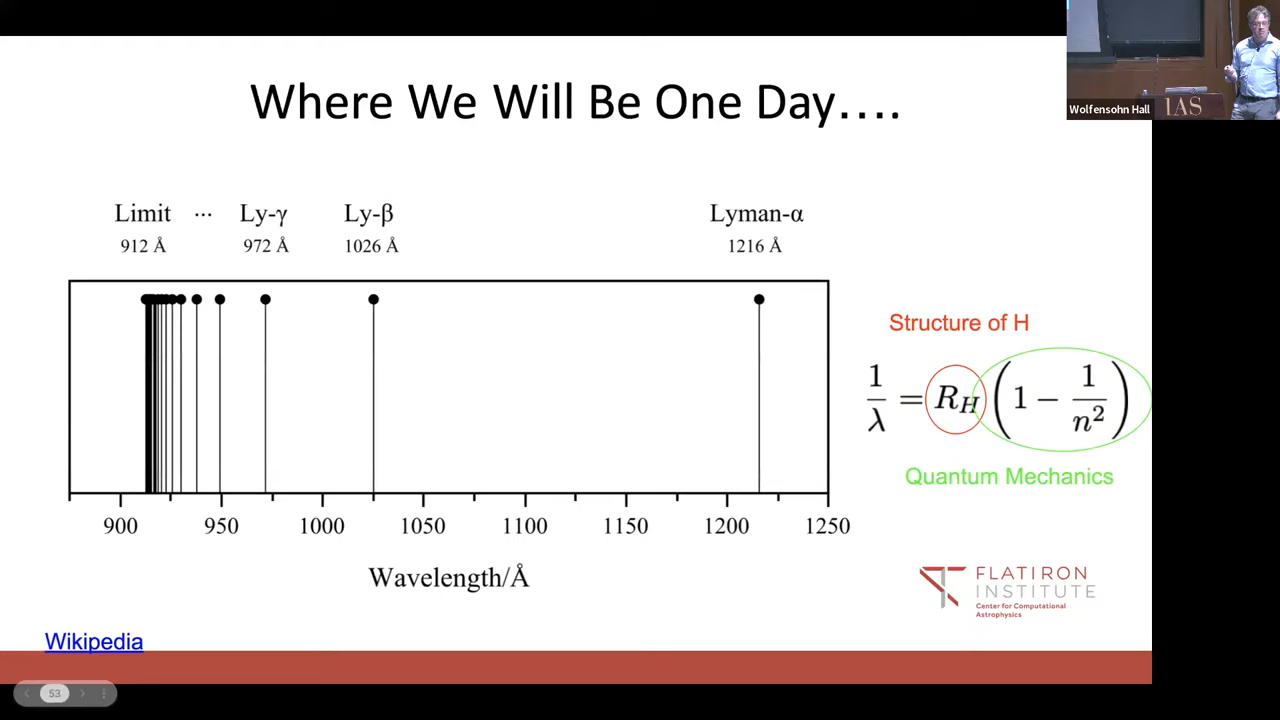 Where We Will Be One Day….
Wolfensohn Hall
IAS
Limit ... Ly-γ Ly-β Lyman-α
912 Å 972 Å 1026 Å 1216 Å
Structure of H
1/λ = R_H (1 − 1/n²)
Quantum Mechanics
900 950 1000 1050 1100 1150 1200 1250
Wavelength/Å
FLATIRON
INSTITUTE
Center for Computational
Astrophysics
Wikipedia
53